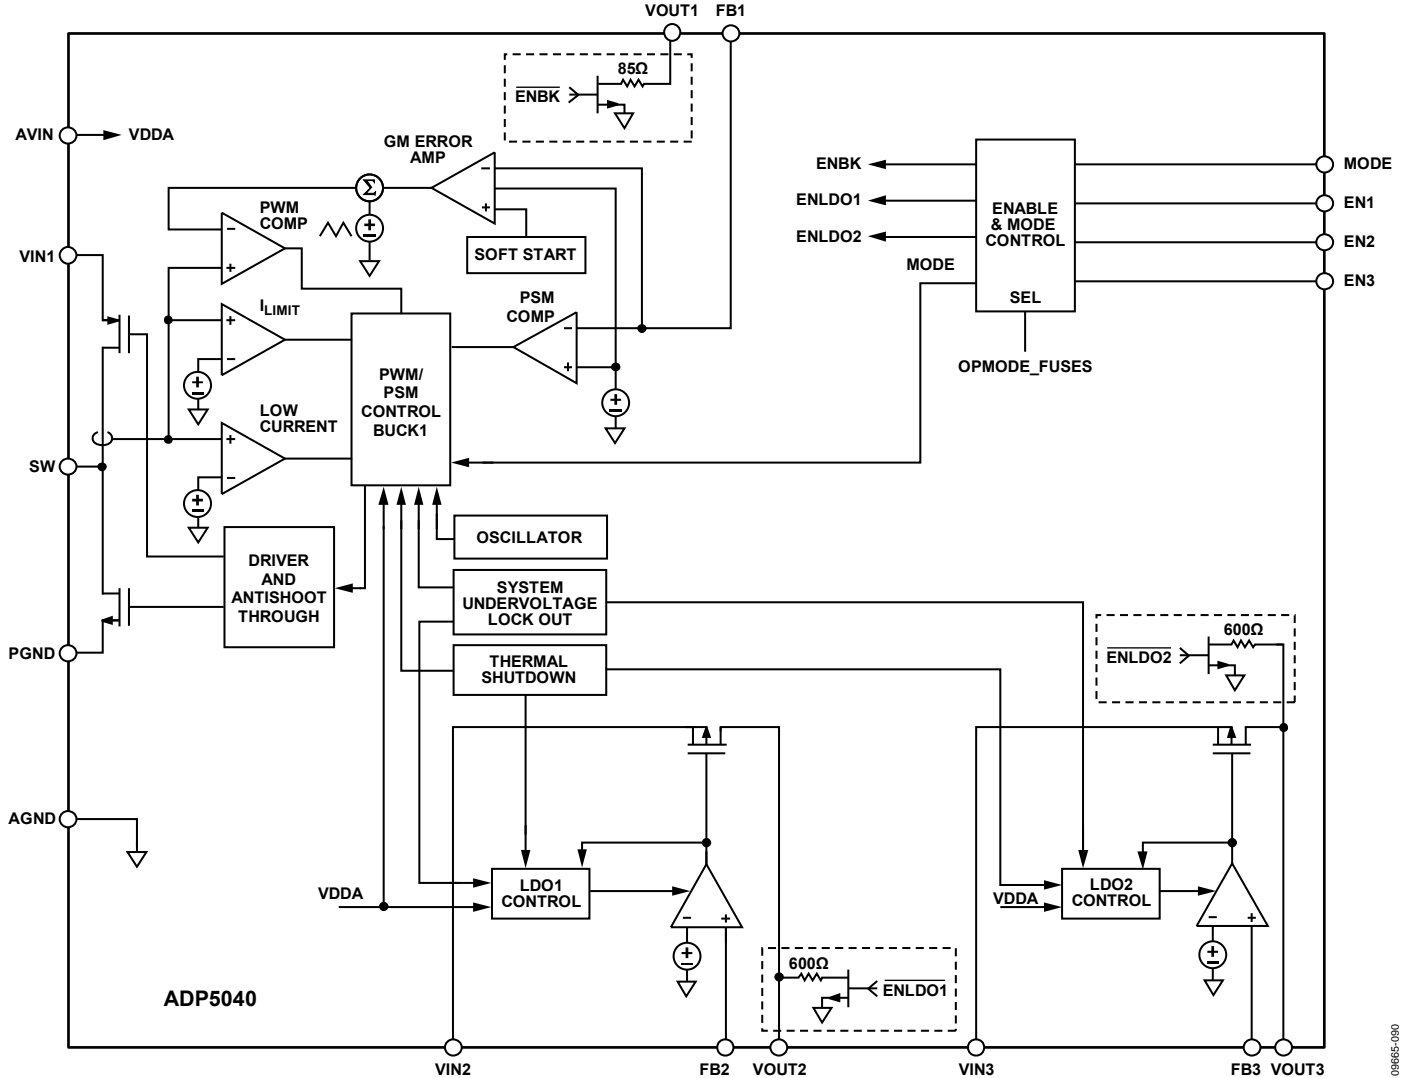 VOUT1 FB1
85Ω
ENBK
AVIN
VDDA
GM ERROR
AMP
ENBK
MODE
Σ
PWM
COMP
ENLDO1
ENABLE
& MODE
CONTROL
EN1
SOFT START
ENLDO2
EN2
VIN1
MODE
EN3
ILIMIT
PSM
COMP
SEL
PWM/
PSM
CONTROL
BUCK1
OPMODE_FUSES
LOW
CURRENT
SW
OSCILLATOR
DRIVER
AND
ANTISHOOT
THROUGH
SYSTEM
UNDERVOLTAGE
LOCK OUT
600Ω
PGND
THERMAL
SHUTDOWN
ENLDO2
AGND
VDDA
LDO1
CONTROL
VDDA
LDO2
CONTROL
600Ω
ENLDO1
ADP5040
VIN2
FB2
VOUT2
VIN3
FB3 VOUT3
09665-090